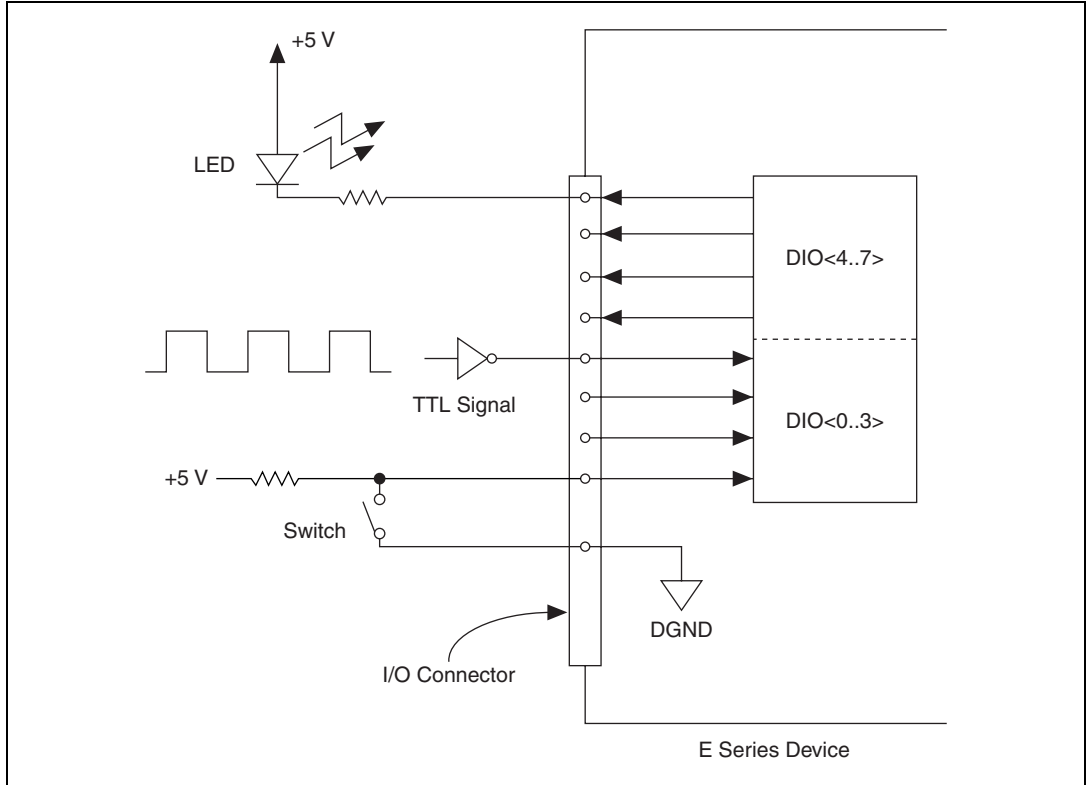 +5 V
LED
DIO<4..7>
TTL Signal
DIO<0..3>
+5 V
Switch
DGND
I/O Connector
E Series Device